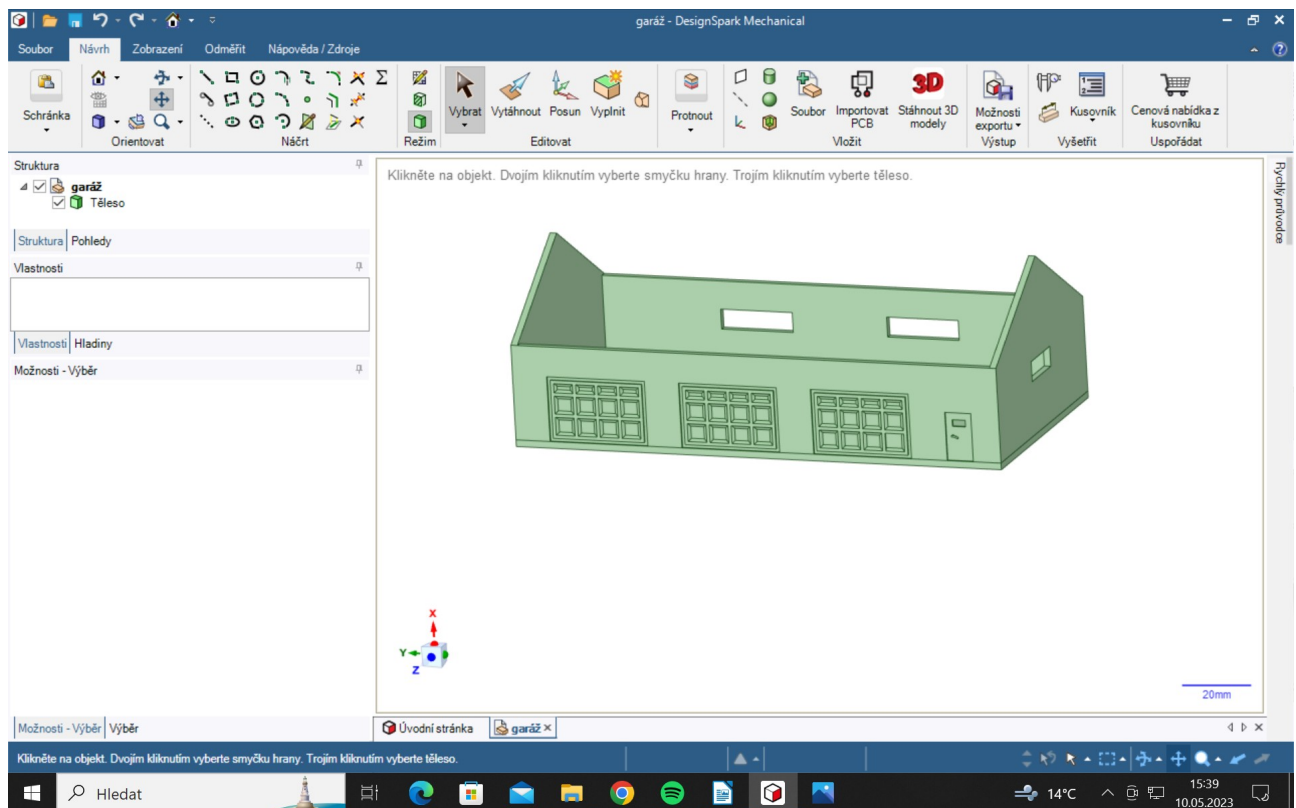 garáž - DesignSpark Mechanical
Soubor Návrh Zobrazení Odměřit Nápověda / Zdroje
Schránka
Orientovat
Náčrt
Režim
Vybrat Vytáhnout Posun Vyplnit
Editovat
Protnout
Soubor Importovat PCB Stáhnout 3D modely
3D
Vložit
Možnosti exportu
Výstup
Kusovník
Vyšetřit
Cenová nabídka z kusovníku
Uspořádat
Struktura
garáž
Těleso
Struktura Pohledy
Vlastnosti
Vlastnosti Hladiny
Možnosti - Výběr
Klikněte na objekt. Dvojím kliknutím vyberte smyčku hrany. Trojím kliknutím vyberte těleso.
Rychlý průvodce
X
Y
Z
20mm
Možnosti - Výběr Výběr
Úvodní stránka garáž
Klikněte na objekt. Dvojím kliknutím vyberte smyčku hrany. Trojím kliknutím vyberte těleso.
Hledat
14°C
15:39
10.05.2023